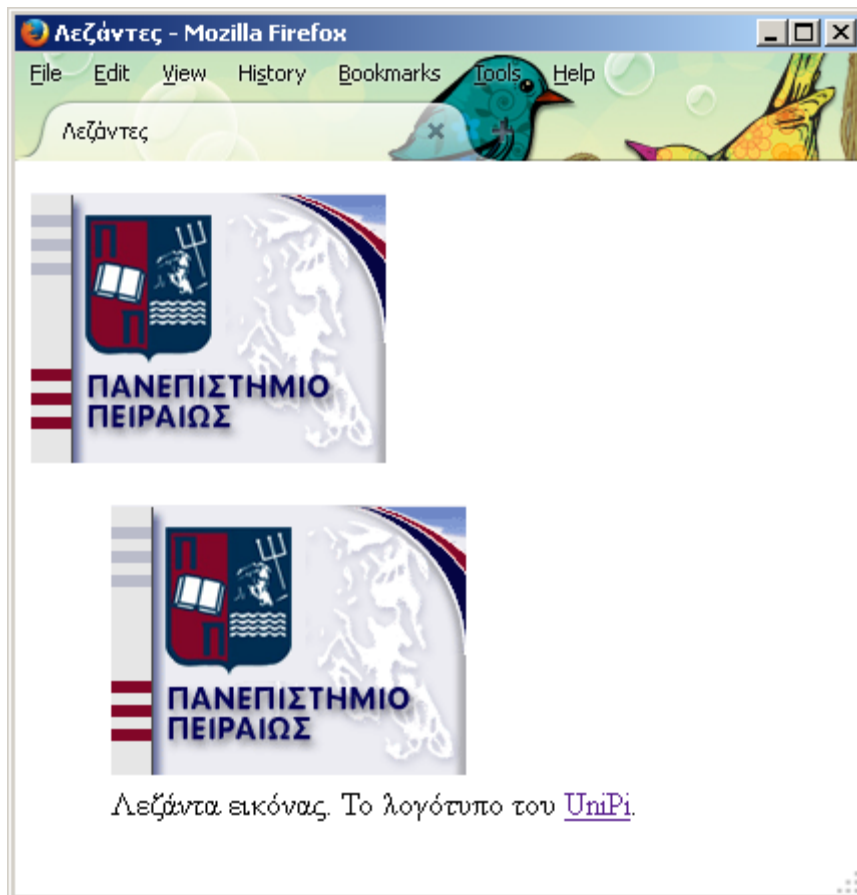 Λεζάντες - Mozilla Firefox
File Edit View History Bookmarks Tools Help
Λεζάντες
ΠΑΝΕΠΙΣΤΗΜΙΟ
ΠΕΙΡΑΙΩΣ
ΠΑΝΕΠΙΣΤΗΜΙΟ
ΠΕΙΡΑΙΩΣ
Λεζάντα εικόνας. Το λογότυπο του UniPi.